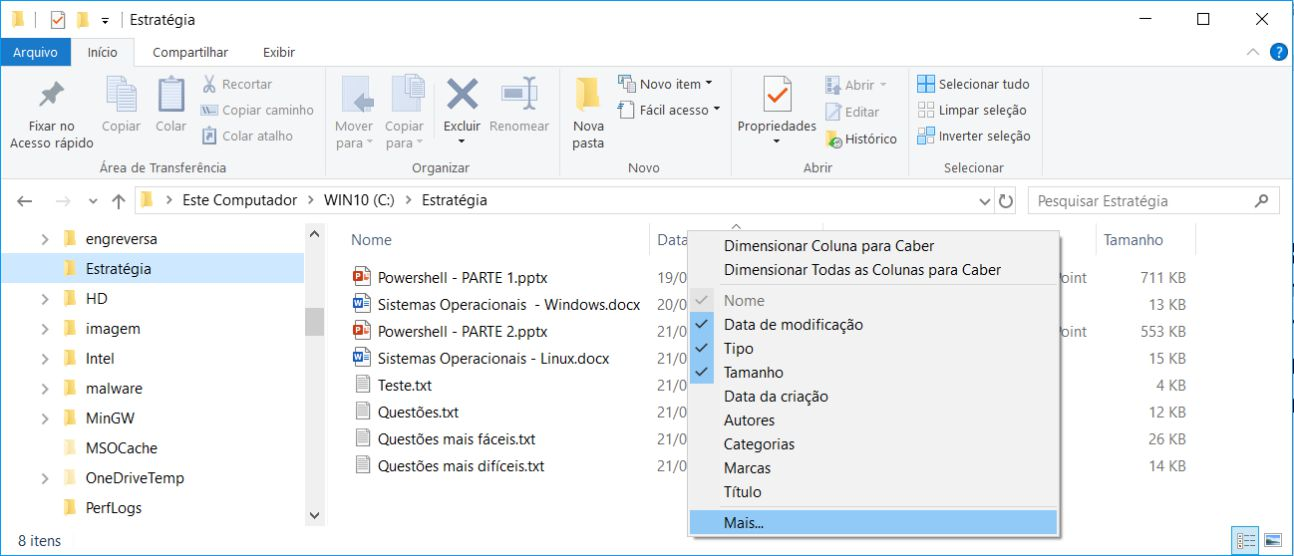 Estratégia
Arquivo Início Compartilhar Exibir
Fixar no Acesso rápido
Copiar
Colar
Recortar
Copiar caminho
Colar atalho
Área de Transferência
Mover para
Copiar para
Excluir
Renomear
Organizar
Nova pasta
Novo item
Fácil acesso
Novo
Propriedades
Abrir
Editar
Histórico
Abrir
Selecionar tudo
Limpar seleção
Inverter seleção
Selecionar
Este Computador > WIN10 (C:) > Estratégia
Pesquisar Estratégia
engreversa
Estratégia
HD
imagem
Intel
malware
MinGW
MSOCache
OneDriveTemp
PerfLogs
Nome Data Tamanho
Powershell - PARTE 1.pptx 19/0 oint 711 KB
Sistemas Operacionais - Windows.docx 20/0 13 KB
Powershell - PARTE 2.pptx 21/0 oint 553 KB
Sistemas Operacionais - Linux.docx 21/0 15 KB
Teste.txt 21/0 4 KB
Questões.txt 21/0 12 KB
Questões mais fáceis.txt 21/0 26 KB
Questões mais difíceis.txt 21/0 14 KB
Dimensionar Coluna para Caber
Dimensionar Todas as Colunas para Caber
Nome
Data de modificação
Tipo
Tamanho
Data da criação
Autores
Categorias
Marcas
Título
Mais...
8 itens